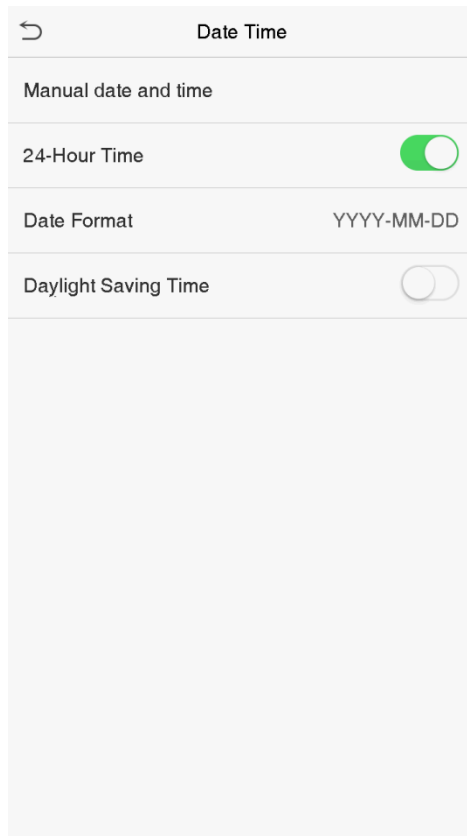 Date Time
Manual date and time
24-Hour Time
Date Format YYYY-MM-DD
Daylight Saving Time